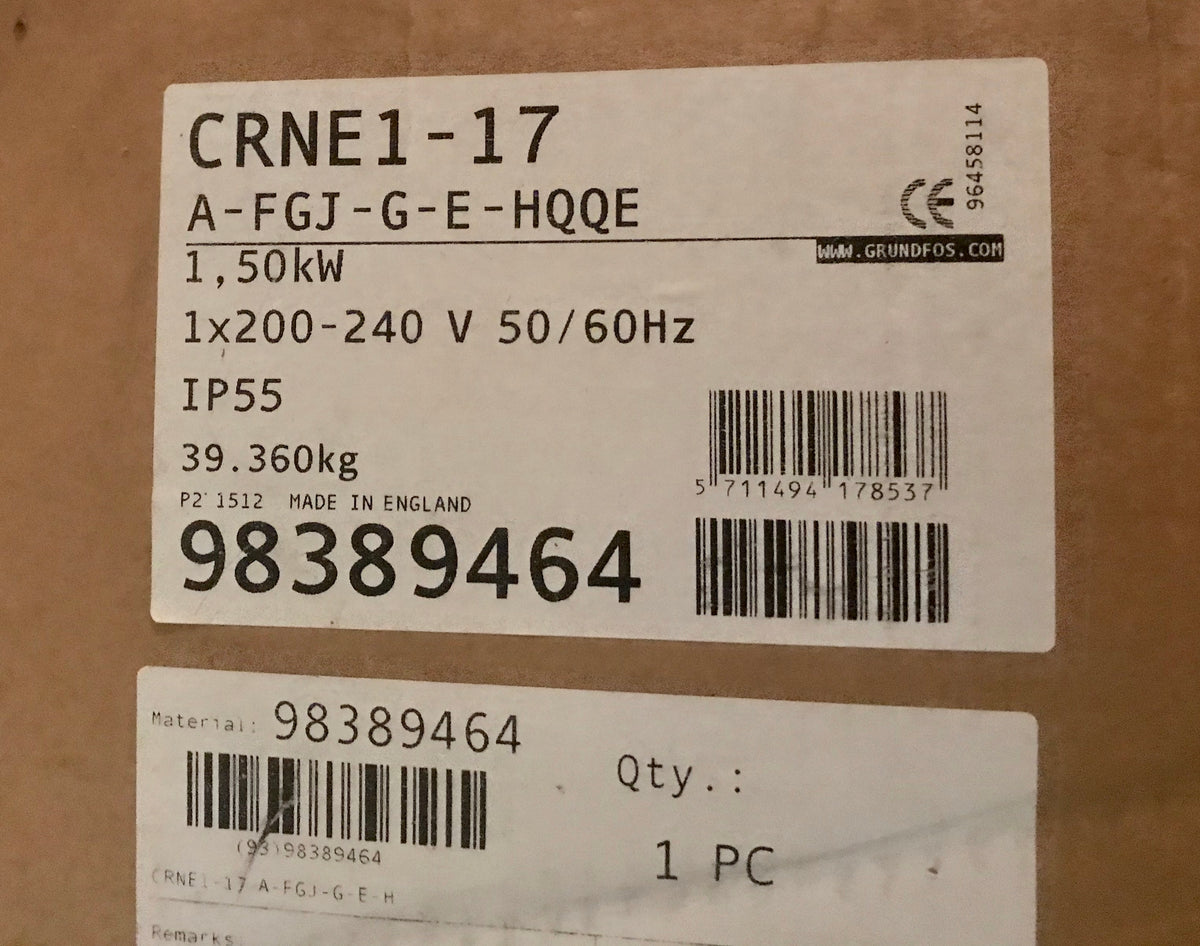 CRNE1-17
A-FGJ-G-E-HQQE
CE
96458114
WWW.GRUNDFOS.COM
1,50kW
1x200-240 V 50/60Hz
IP55
39.360kg
P2 1512 MADE IN ENGLAND
98389464
5 711494 178537
Material: 98389464
(93)98389464
CRNE1-17 A-FGJ-G-E-H
Qty.:
1 PC
Remarks